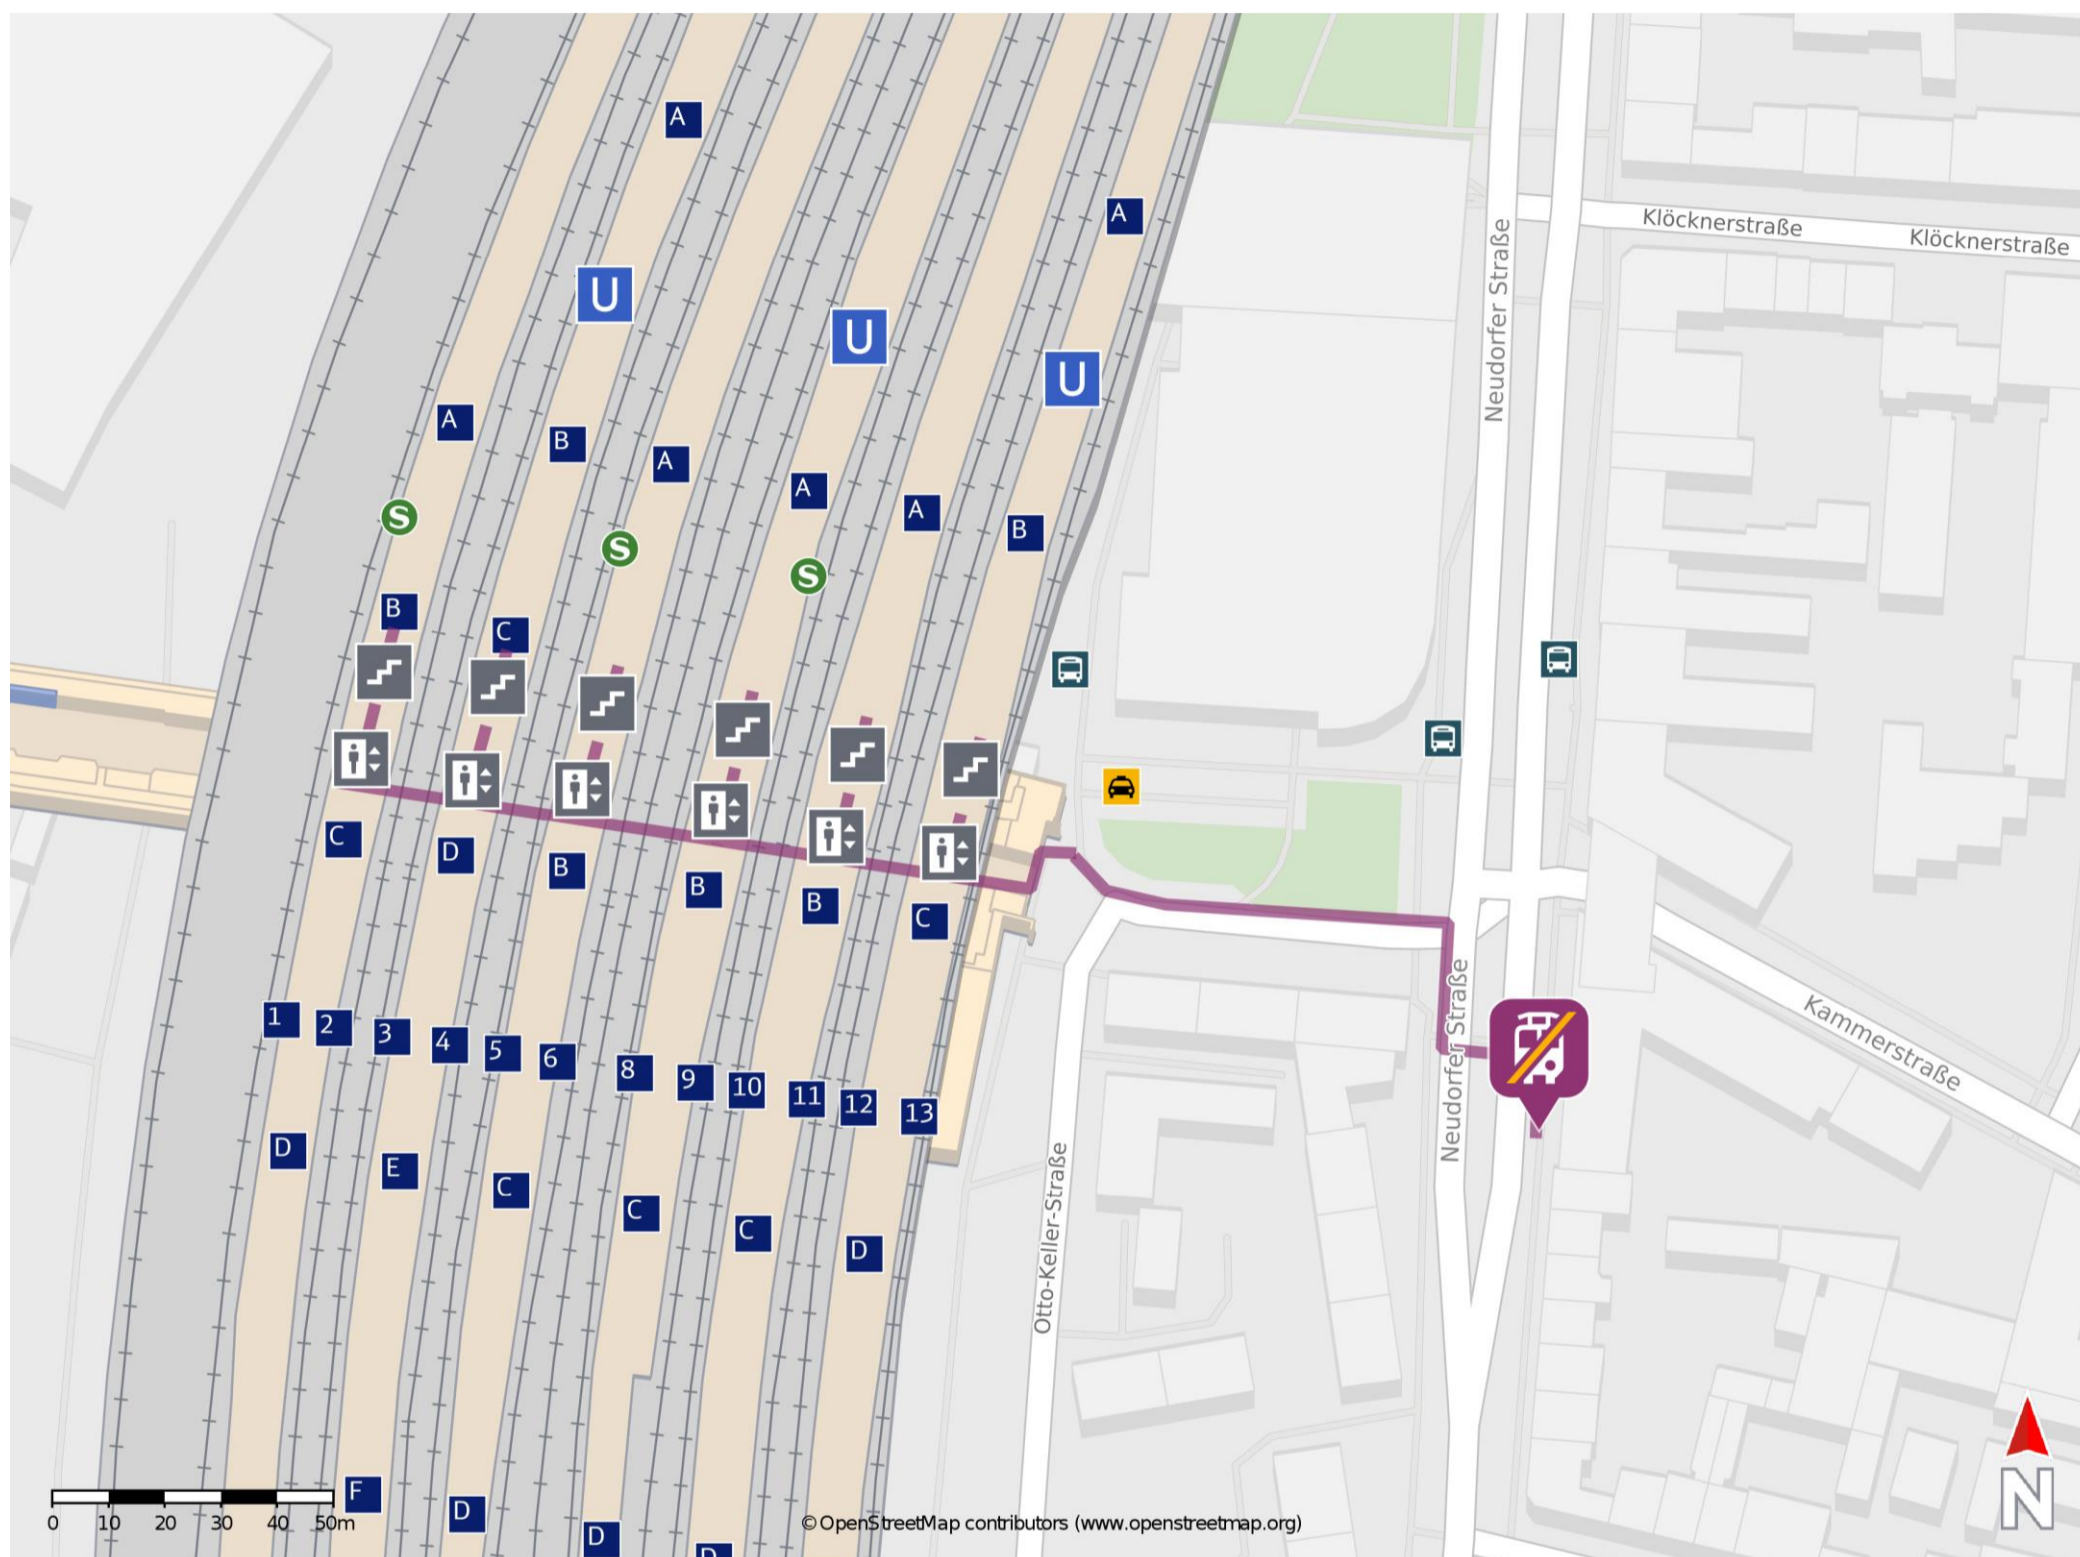 A
A
Klöcknerstraße
Klöcknerstraße
Neudorfer Straße
U
U
U
A
B
A
A
A
B
S
S
S
B
C
C
D
B
B
B
C
Neudorfer Straße
Kammerstraße
1
2
3
4
5
6
8
9
10
11
12
13
D
E
C
C
C
D
Otto-Keller-Straße
F
D
D
D
0 10 20 30 40 50m
© OpenStreetMap contributors (www.openstreetmap.org)
N